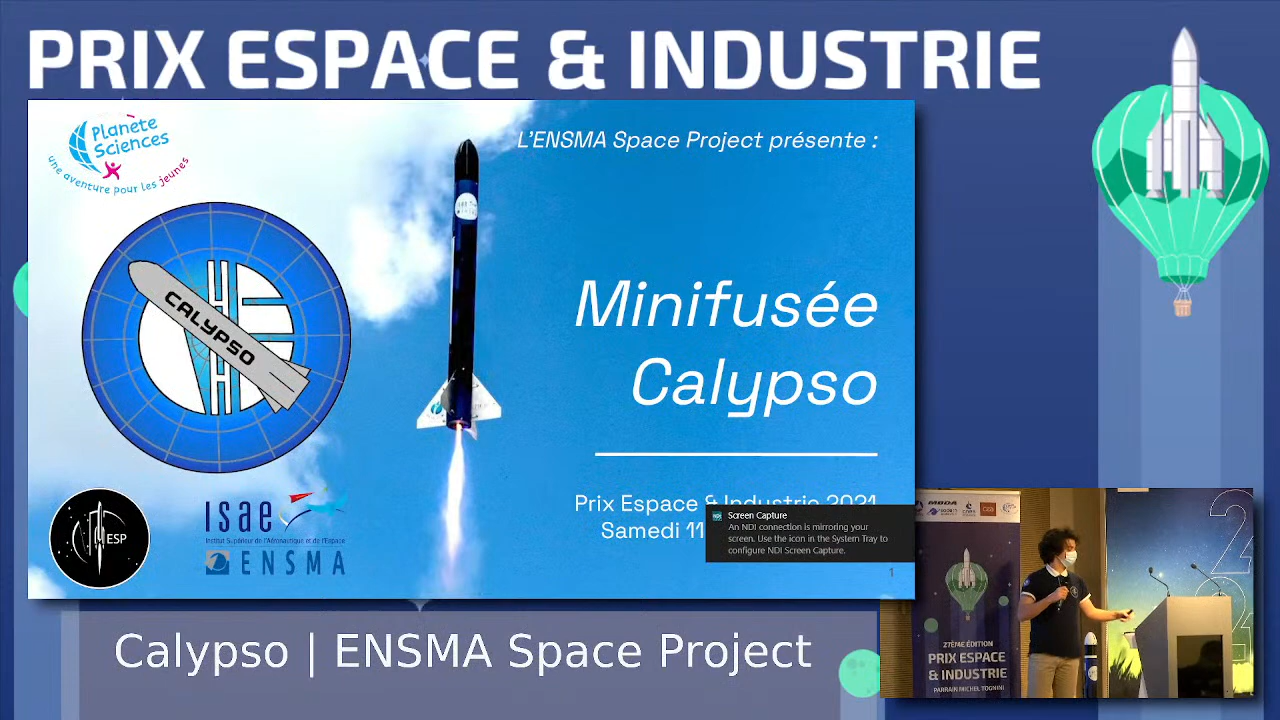 PRIX ESPACE & INDUSTRIE
Planète
Sciences
une aventure pour les jeunes
L'ENSMA Space Project présente :
CALYPSO
Minifusée
Calypso
ESP
isae
Institut Supérieur de l'Aéronautique et de l'Espace
ENSMA
Prix Espace & Industrie 2021
Samedi 11
Screen Capture
An NDI connection is mirroring your
screen. Use the icon in the System Tray to
configure NDI Screen Capture.
1
MBDA
27ÈME ÉDITION
PRIX ESPACE
& INDUSTRIE
PARRAIN MICHEL TOGNINI
Calypso | ENSMA Space Project